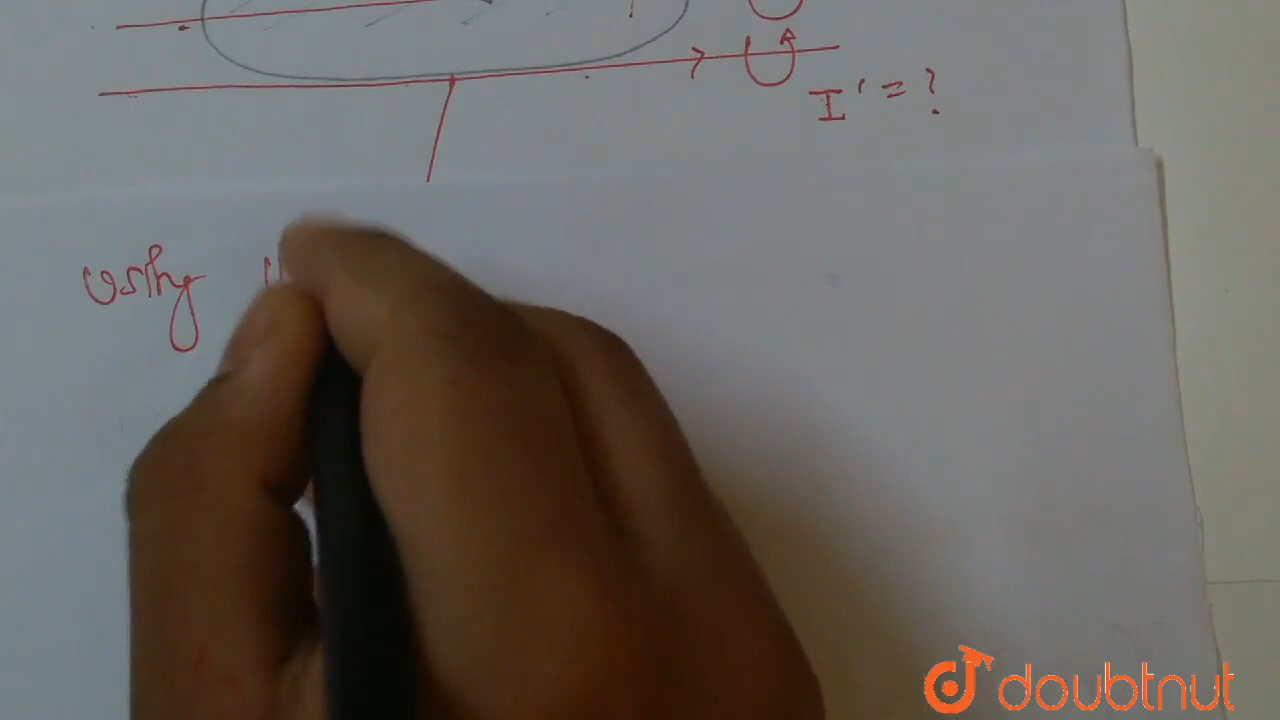 I' = ?
Using
doubtnut